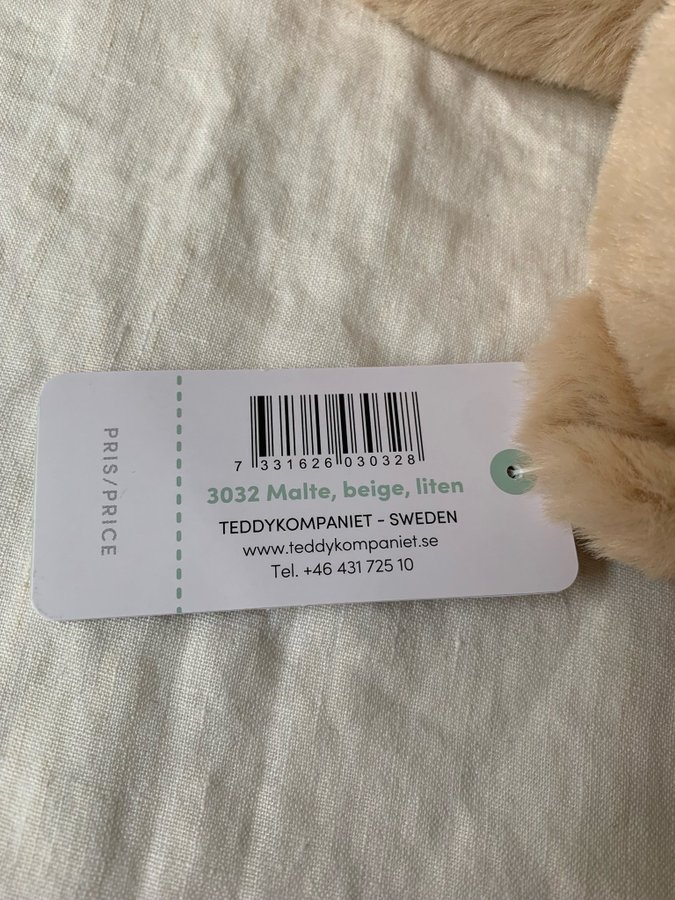 PRIS/PRICE
7 331626 030328
3032 Malte, beige, liten
TEDDYKOMPANIET - SWEDEN
www.teddykompaniet.se
Tel. +46 431 725 10